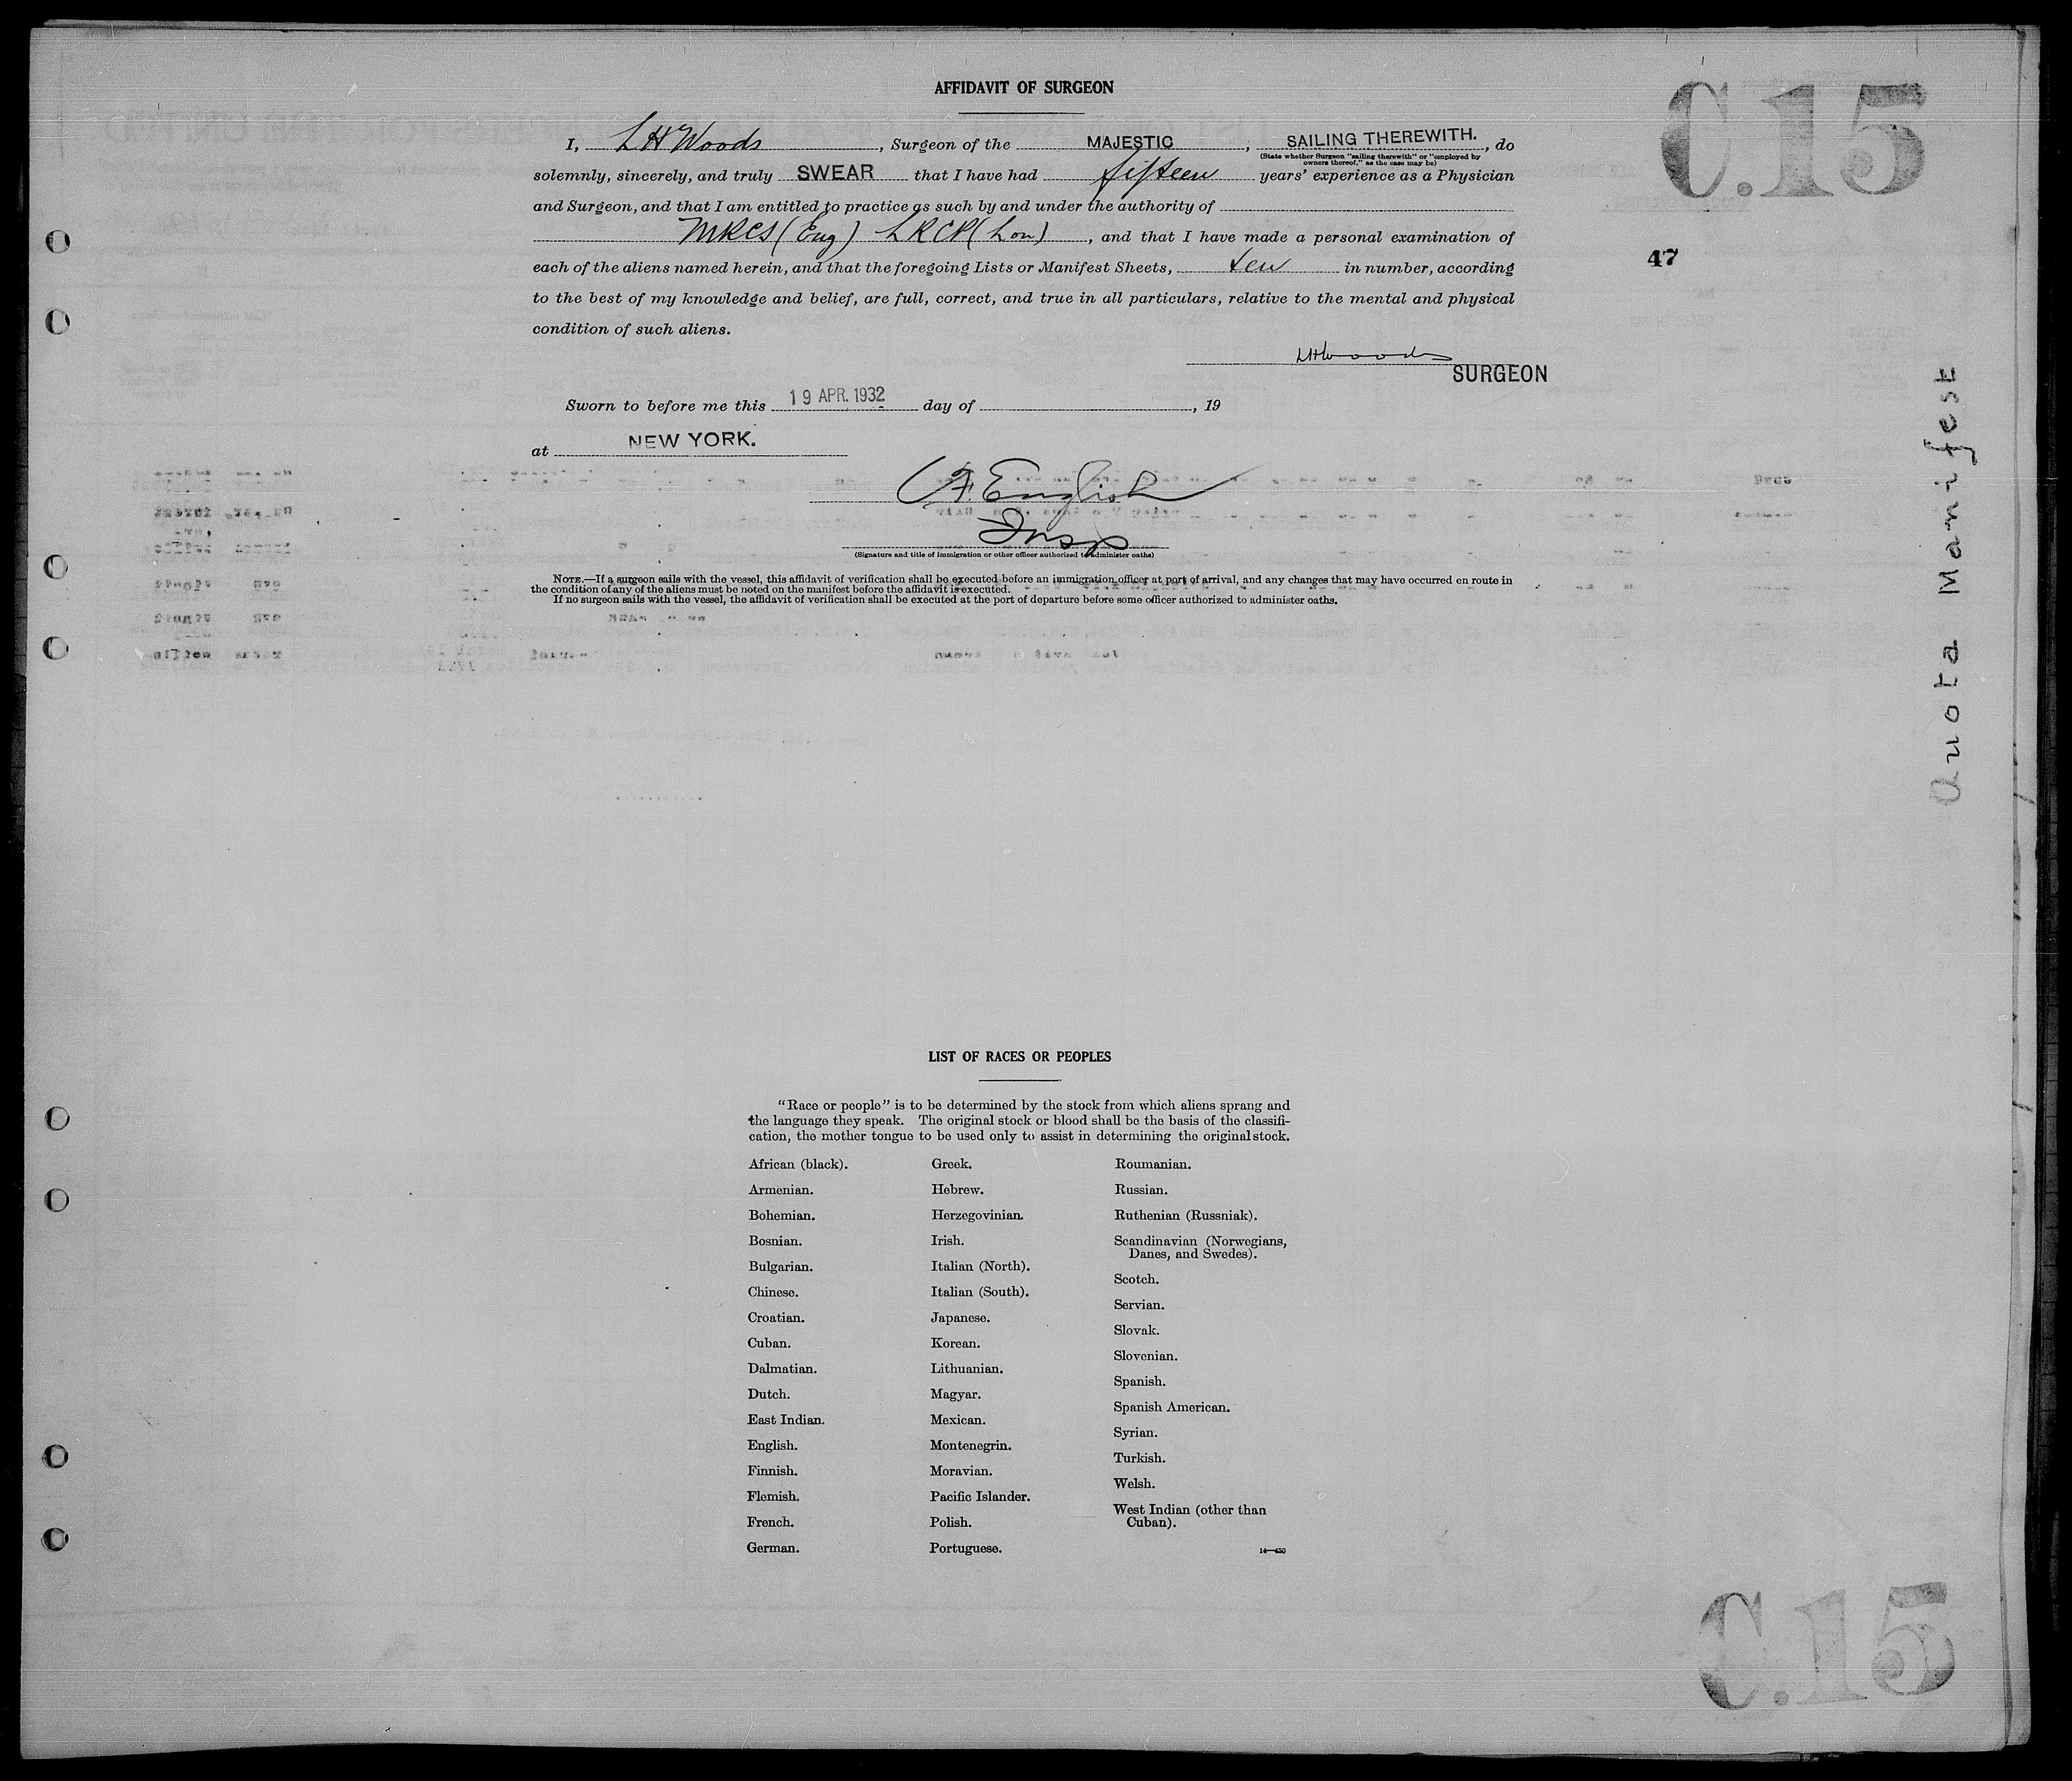 AFFIDAVIT OF SURGEON
C.15
I, L H Woods, Surgeon of the MAJESTIC, SAILING THEREWITH., do
(State whether Surgeon "sailing therewith" or "employed by
owners thereof," as the case may be)
solemnly, sincerely, and truly SWEAR that I have had fifteen years' experience as a Physician
and Surgeon, and that I am entitled to practice as such by and under the authority of
MRCS (Eng) LRCP (Lon), and that I have made a personal examination of
47
each of the aliens named herein, and that the foregoing Lists or Manifest Sheets, ten in number, according
to the best of my knowledge and belief, are full, correct, and true in all particulars, relative to the mental and physical
condition of such aliens.
LHWoods
SURGEON
Sworn to before me this 19 APR. 1932 day of , 19
at NEW YORK.
English
Insp
(Signature and title of immigration or other officer authorized to administer oaths)
NOTE.—If a surgeon sails with the vessel, this affidavit of verification shall be executed before an immigration officer at port of arrival, and any changes that may have occurred en route in
the condition of any of the aliens must be noted on the manifest before the affidavit is executed.
If no surgeon sails with the vessel, the affidavit of verification shall be executed at the port of departure before some officer authorized to administer oaths.
Quota Manifest
LIST OF RACES OR PEOPLES
"Race or people" is to be determined by the stock from which aliens sprang and
the language they speak. The original stock or blood shall be the basis of the classifi-
cation, the mother tongue to be used only to assist in determining the original stock.
African (black).
Armenian.
Bohemian.
Bosnian.
Bulgarian.
Chinese.
Croatian.
Cuban.
Dalmatian.
Dutch.
East Indian.
English.
Finnish.
Flemish.
French.
German.
Greek.
Hebrew.
Herzegovinian.
Irish.
Italian (North).
Italian (South).
Japanese.
Korean.
Lithuanian.
Magyar.
Mexican.
Montenegrin.
Moravian.
Pacific Islander.
Polish.
Portuguese.
Roumanian.
Russian.
Ruthenian (Russniak).
Scandinavian (Norwegians,
Danes, and Swedes).
Scotch.
Servian.
Slovak.
Slovenian.
Spanish.
Spanish American.
Syrian.
Turkish.
Welsh.
West Indian (other than
Cuban).
14—430
C.15